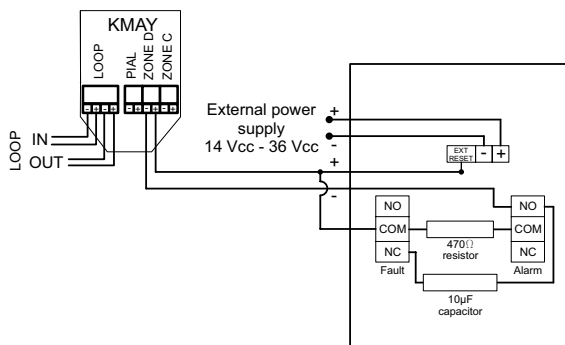 KMAY
LOOP
PIAL
ZONE D
ZONE C
- + - +
- + - + - +
LOOP
IN
OUT
External power
supply
14 Vcc - 36 Vcc
+
-
+
-
EXT
RESET
- +
NO
COM
NC
Fault
470Ω
resistor
10µF
capacitor
NO
COM
NC
Alarm